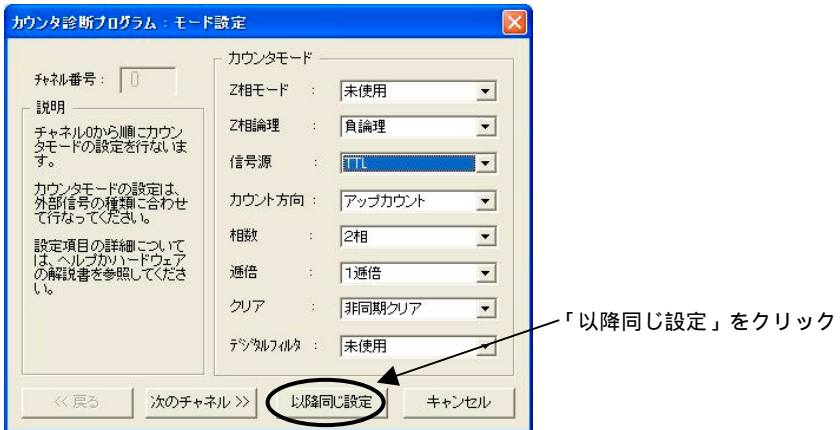 カウンタ診断プログラム：モード設定
チャネル番号： 0
説明
チャネル0から順にカウン
タモードの設定を行ないま
す。
カウンタモードの設定は、
外部信号の種類に合わせ
て行なってください。
設定項目の詳細について
は、ヘルプかハードウェア
の解説書を参照してくださ
い。
カウンタモード
Z相モード ： 未使用
Z相論理 ： 負論理
信号源 ： TTL
カウント方向： アップカウント
相数 ： 2相
逓倍 ： 1逓倍
クリア ： 非同期クリア
デジタルフィルタ ： 未使用
<< 戻る 次のチャネル >> 以降同じ設定 キャンセル
「以降同じ設定」をクリック